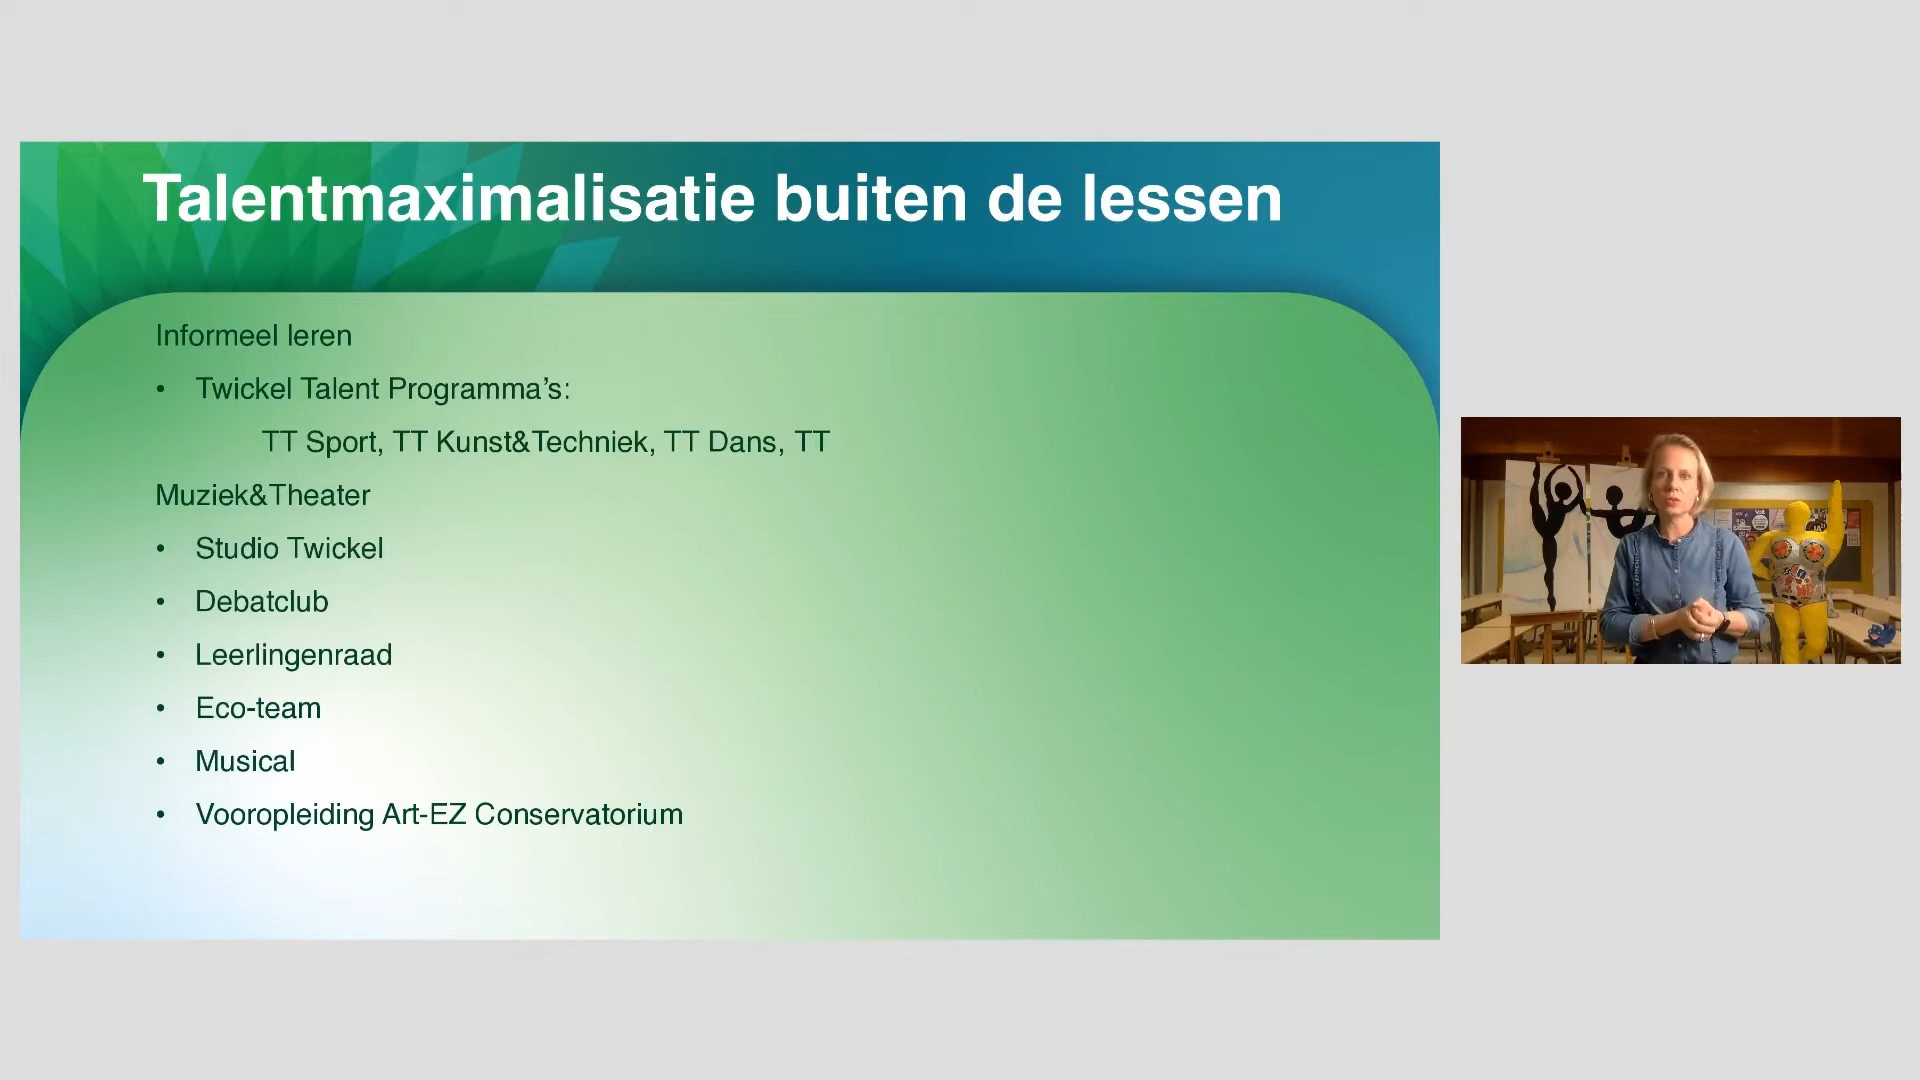 Talentmaximalisatie buiten de lessen
Informeel leren
• Twickel Talent Programma’s:
TT Sport, TT Kunst&Techniek, TT Dans, TT
Muziek&Theater
• Studio Twickel
• Debatclub
• Leerlingenraad
• Eco-team
• Musical
• Vooropleiding Art-EZ Conservatorium